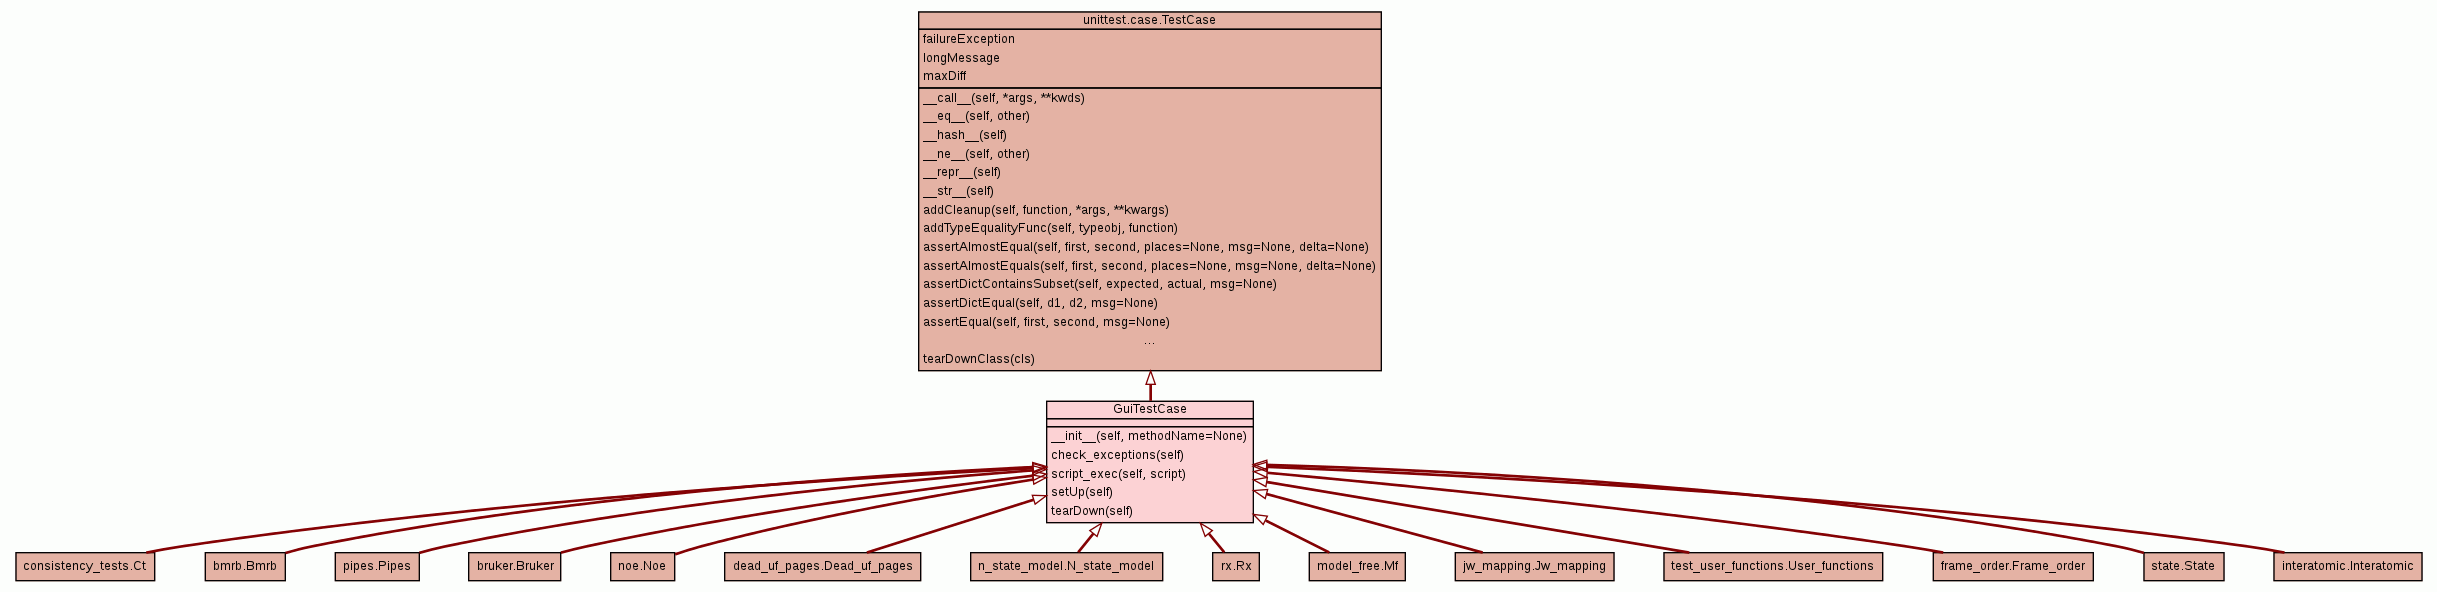 unittest.case.TestCase
failureException
longMessage
maxDiff
__call__(self, *args, **kwds)
__eq__(self, other)
__hash__(self)
__ne__(self, other)
__repr__(self)
__str__(self)
addCleanup(self, function, *args, **kwargs)
addTypeEqualityFunc(self, typeobj, function)
assertAlmostEqual(self, first, second, places=None, msg=None, delta=None)
assertAlmostEquals(self, first, second, places=None, msg=None, delta=None)
assertDictContainsSubset(self, expected, actual, msg=None)
assertDictEqual(self, d1, d2, msg=None)
assertEqual(self, first, second, msg=None)
...
tearDownClass(cls)
GuiTestCase
__init__(self, methodName=None)
check_exceptions(self)
script_exec(self, script)
setUp(self)
tearDown(self)
consistency_tests.Ct
bmrb.Bmrb
pipes.Pipes
bruker.Bruker
noe.Noe
dead_uf_pages.Dead_uf_pages
n_state_model.N_state_model
rx.Rx
model_free.Mf
jw_mapping.Jw_mapping
test_user_functions.User_functions
frame_order.Frame_order
state.State
interatomic.Interatomic